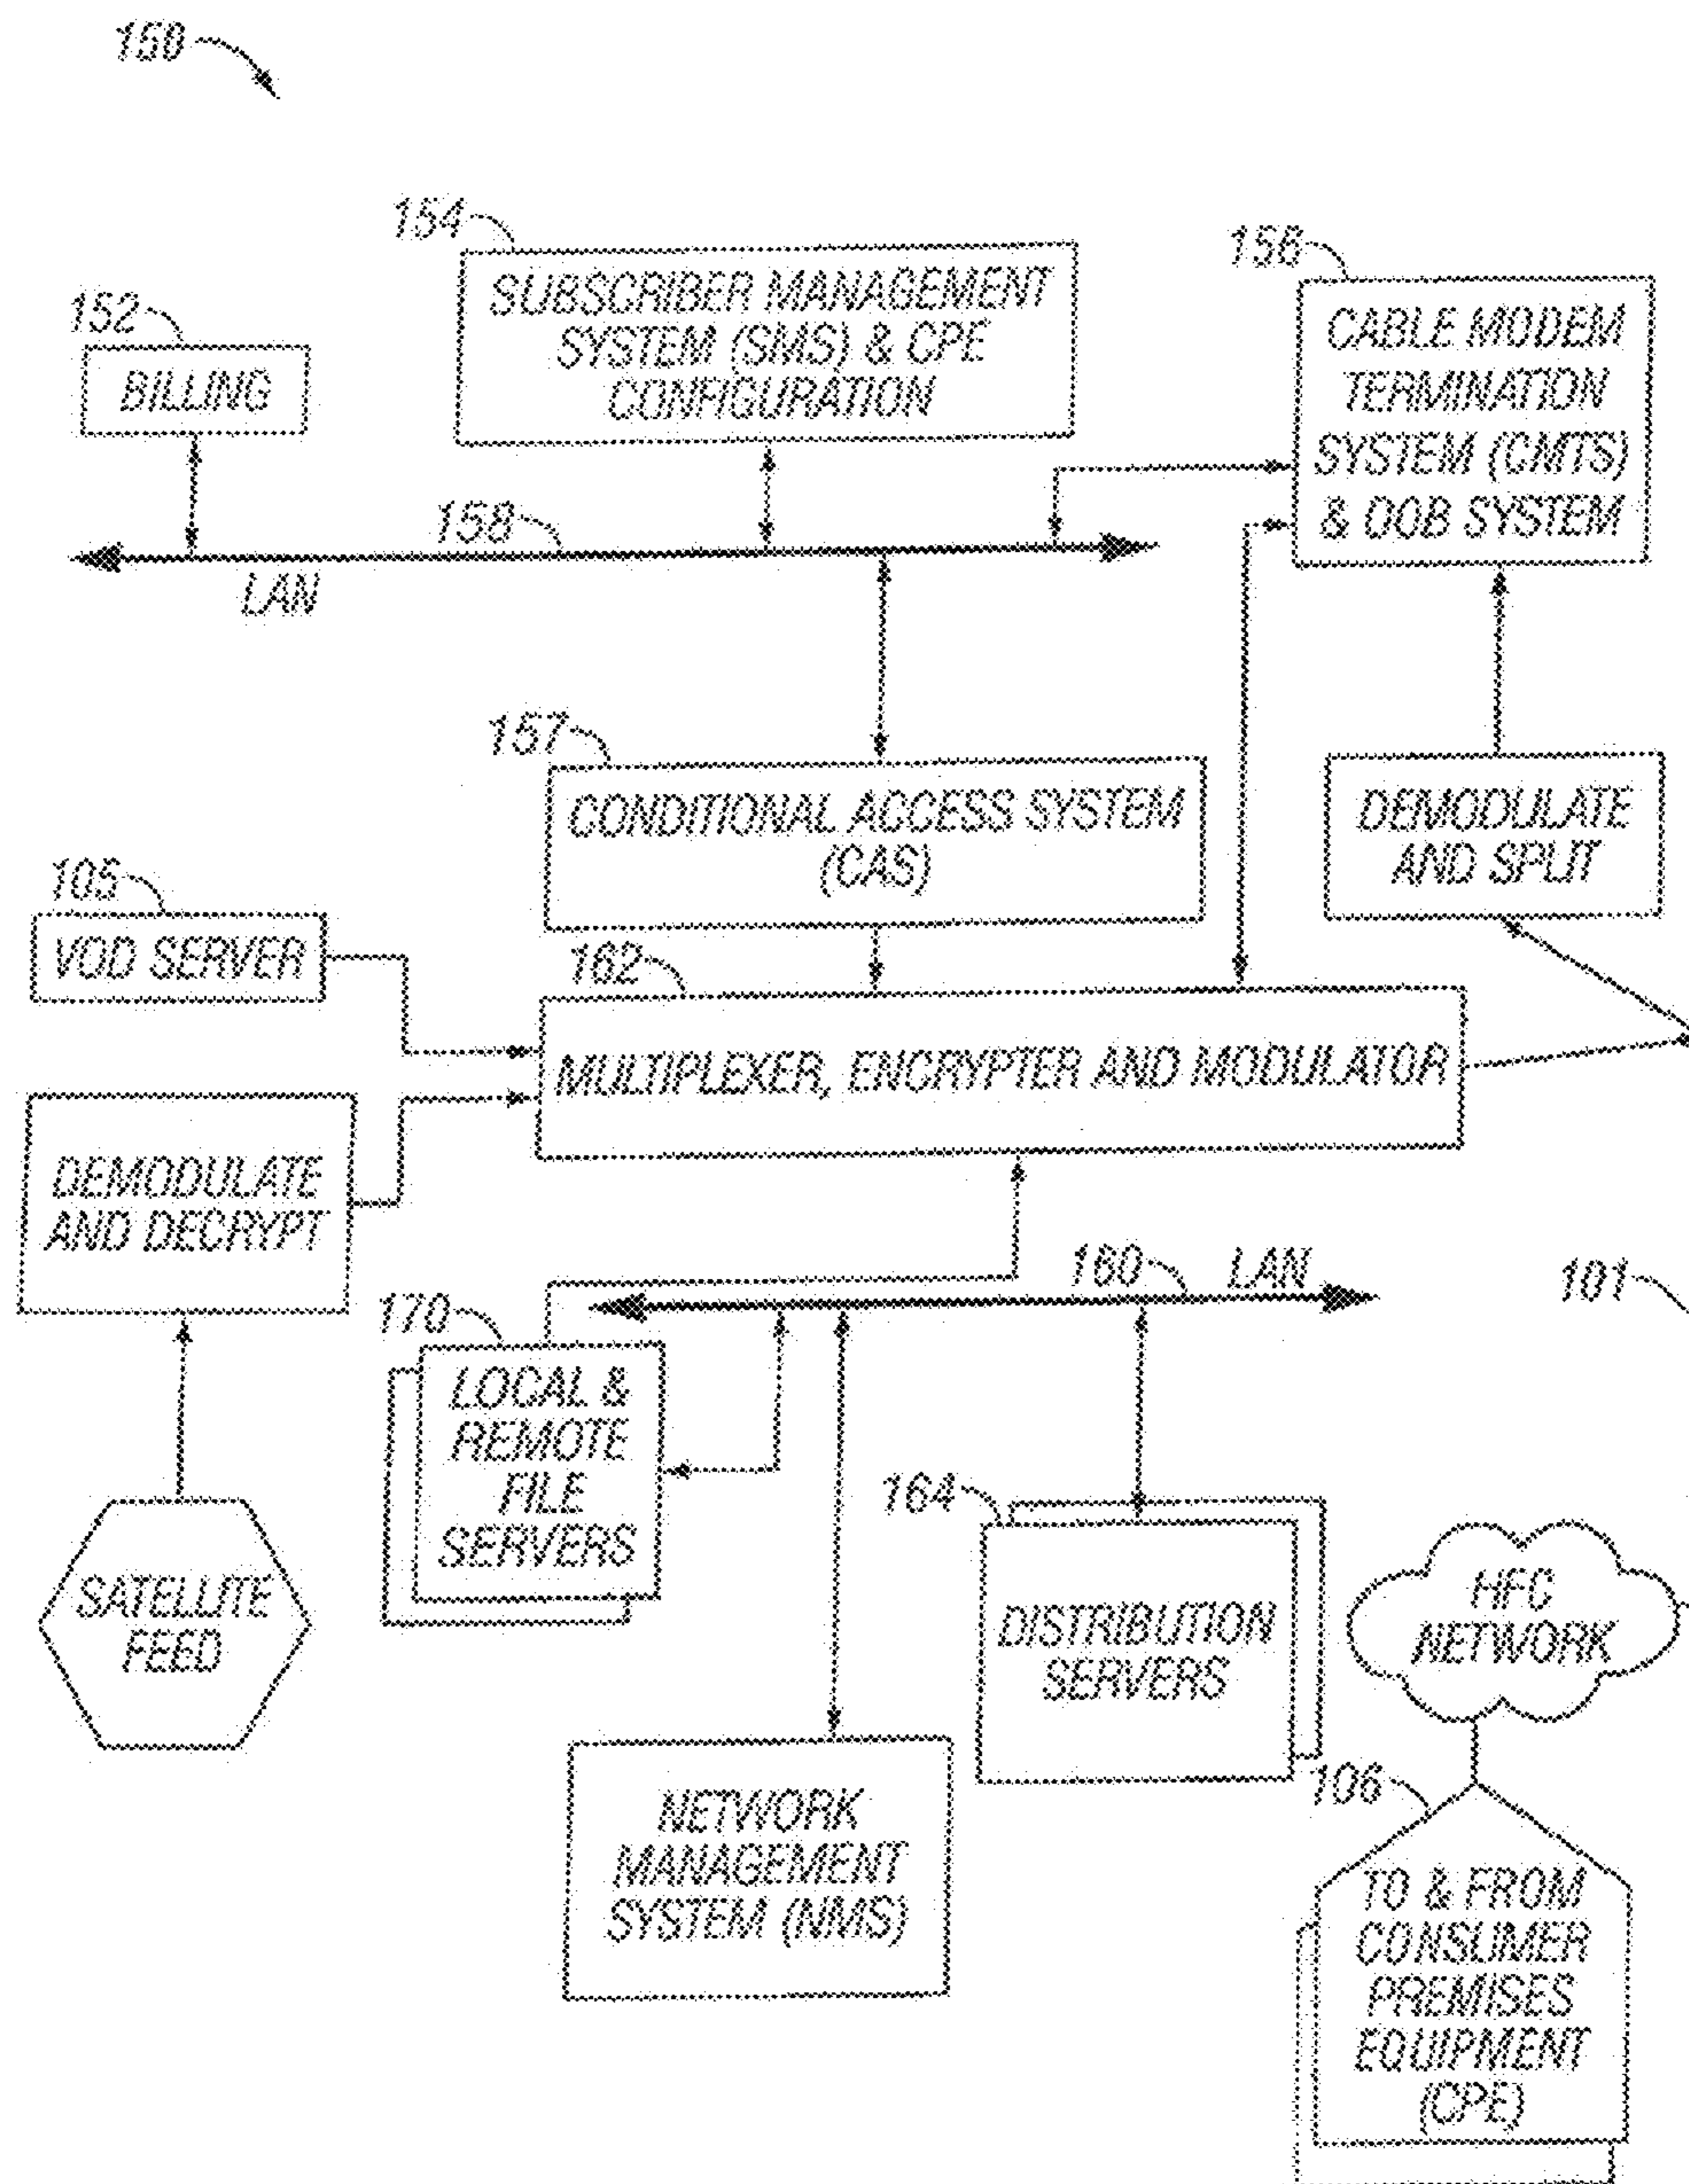 150
154
SUBSCRIBER MANAGEMENT
SYSTEM (SMS) & CPE
CONFIGURATION
156
CABLE MODEM
TERMINATION
SYSTEM (CMTS)
& OOB SYSTEM
152
BILLING
158
LAN
157
CONDITIONAL ACCESS SYSTEM
(CAS)
DEMODULATE
AND SPLIT
105
VOD SERVER
162
MULTIPLEXER, ENCRYPTER AND MODULATOR
DEMODULATE
AND DECRYPT
160
LAN
101
170
LOCAL &
REMOTE
FILE
SERVERS
164
DISTRIBUTION
SERVERS
SATELLITE
FEED
HFC
NETWORK
NETWORK
MANAGEMENT
SYSTEM (NMS)
106
TO & FROM
CONSUMER
PREMISES
EQUIPMENT
(CPE)